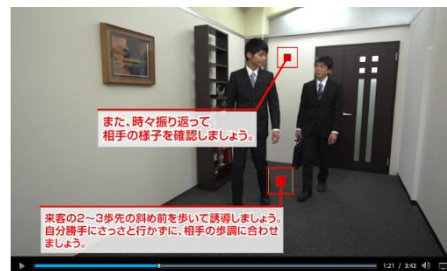 また、時々振り返って
相手の様子を確認しましょう。
来客の2～3歩先の斜め前を歩いて誘導しましょう。
自分勝手にさっさと行かずに、相手の歩調に合わせ
ましょう。
1:21 / 3:43